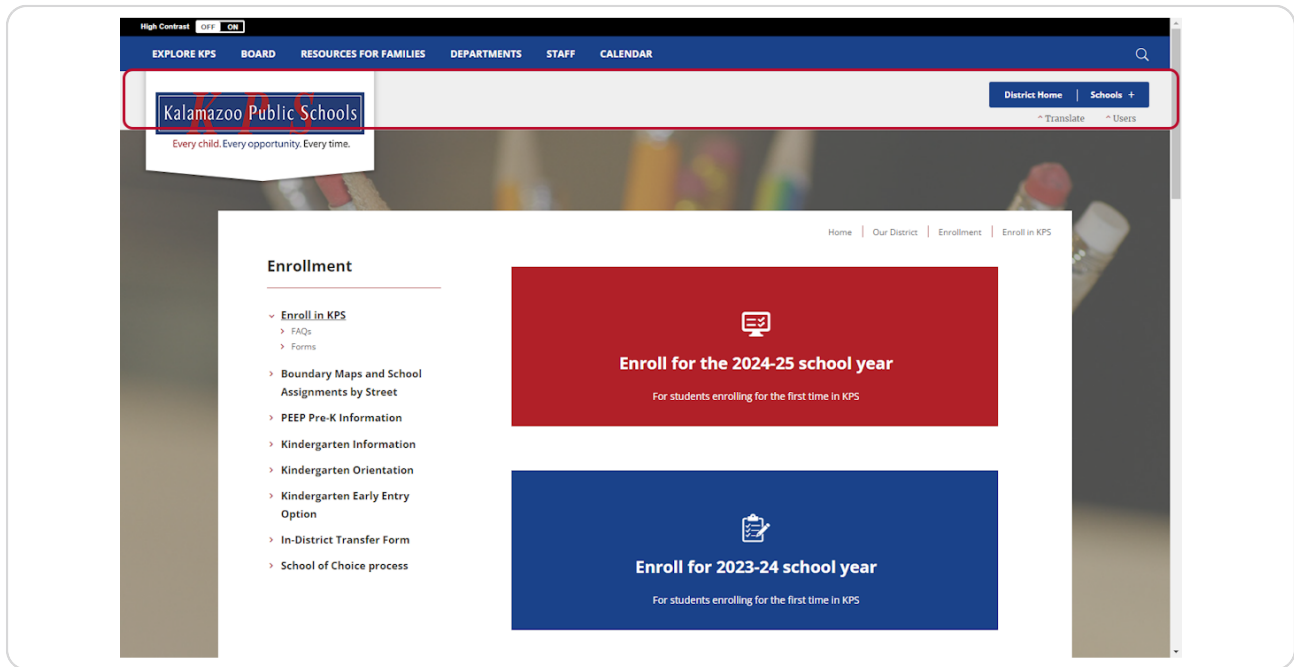 High Contrast OFF ON
EXPLORE KPS BOARD RESOURCES FOR FAMILIES DEPARTMENTS STAFF CALENDAR
KPS
Kalamazoo Public Schools
Every child. Every opportunity. Every time.
District Home | Schools +
^ Translate ^ Users
Home | Our District | Enrollment | Enroll in KPS
Enrollment
Enroll in KPS
FAQs
Forms
Boundary Maps and School
Assignments by Street
PEEP Pre-K Information
Kindergarten Information
Kindergarten Orientation
Kindergarten Early Entry
Option
In-District Transfer Form
School of Choice process
Enroll for the 2024-25 school year
For students enrolling for the first time in KPS
Enroll for 2023-24 school year
For students enrolling for the first time in KPS